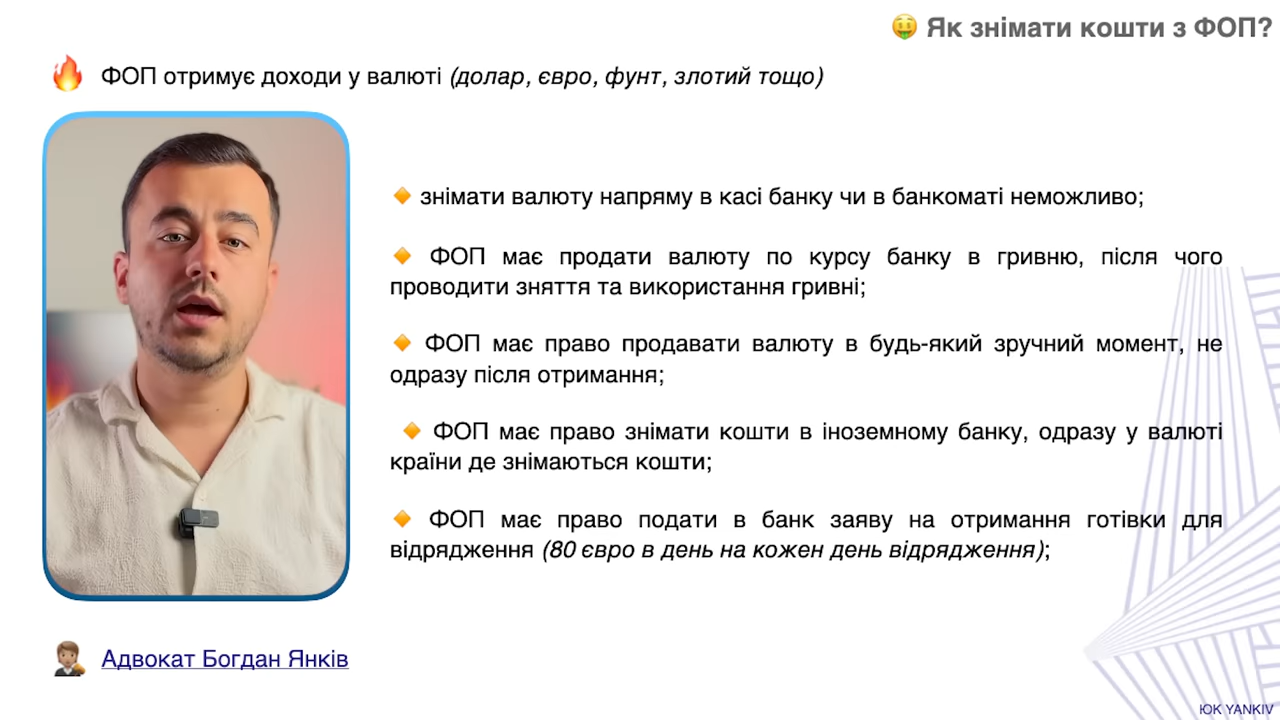 Як знімати кошти з ФОП?
ФОП отримує доходи у валюті (долар, євро, фунт, злотий тощо)
знімати валюту напряму в касі банку чи в банкоматі неможливо;
ФОП має продати валюту по курсу банку в гривню, після чого
проводити зняття та використання гривні;
ФОП має право продавати валюту в будь-який зручний момент, не
одразу після отримання;
ФОП має право знімати кошти в іноземному банку, одразу у валюті
країни де знімаються кошти;
ФОП має право подати в банк заяву на отримання готівки для
відрядження (80 євро в день на кожен день відрядження);
Адвокат Богдан Янків
ЮК YANKIV